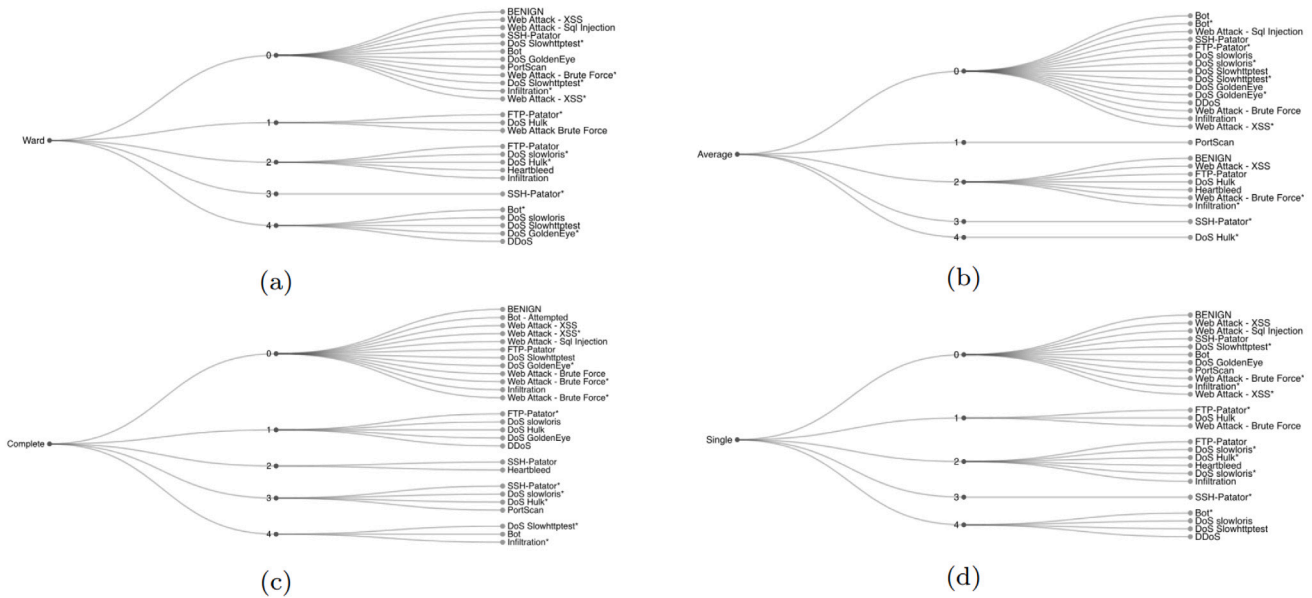 Ward
0
BENIGN
Web Attack - XSS
Web Attack - Sql Injection
SSH-Patator
DoS Slowhttptest*
Bot
DoS GoldenEye
PortScan
Web Attack - Brute Force*
DoS Slowhttptest*
Infiltration*
Web Attack - XSS*
1
FTP-Patator*
DoS Hulk
Web Attack Brute Force
2
FTP-Patator
DoS slowloris*
DoS Hulk*
Heartbleed
Infiltration
3
SSH-Patator*
4
Bot*
DoS slowloris
DoS Slowhttptest
DoS GoldenEye*
DDoS
(a)
Average
0
Bot
Bot*
Web Attack - Sql Injection
SSH-Patator
FTP-Patator*
DoS slowloris
DoS slowloris*
DoS Slowhttptest
DoS Slowhttptest*
DoS GoldenEye
DoS GoldenEye*
DDoS
Web Attack - Brute Force
Infiltration
Web Attack - XSS*
1
PortScan
2
BENIGN
Web Attack - XSS
FTP-Patator
DoS Hulk
Heartbleed
Web Attack - Brute Force*
Infiltration*
3
SSH-Patator*
4
DoS Hulk*
(b)
Complete
0
BENIGN
Bot - Attempted
Web Attack - XSS
Web Attack - XSS*
Web Attack - Sql Injection
FTP-Patator
DoS Slowhttptest
DoS GoldenEye*
Web Attack - Brute Force
Web Attack - Brute Force*
Infiltration
Web Attack - Brute Force*
1
FTP-Patator*
DoS slowloris
DoS Hulk
DoS GoldenEye
DDoS
2
SSH-Patator
Heartbleed
3
SSH-Patator*
DoS slowloris*
DoS Hulk*
PortScan
4
DoS Slowhttptest*
Bot
Infiltration*
(c)
Single
0
BENIGN
Web Attack - XSS
Web Attack - Sql Injection
SSH-Patator
DoS Slowhttptest*
Bot
DoS GoldenEye
PortScan
Web Attack - Brute Force*
Infiltration*
Web Attack - XSS*
1
FTP-Patator*
DoS Hulk
Web Attack - Brute Force
2
FTP-Patator
DoS slowloris*
DoS Hulk*
Heartbleed
DoS slowloris*
Infiltration
3
SSH-Patator*
4
Bot*
DoS slowloris
DoS Slowhttptest
DDoS
(d)